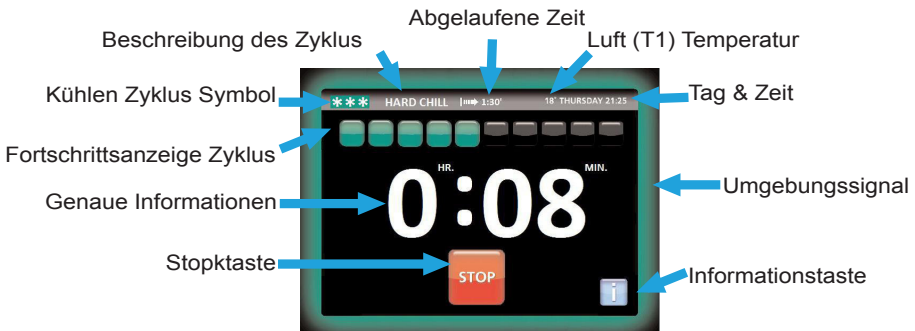 Abgelaufene Zeit
Beschreibung des Zyklus
Luft (T1) Temperatur
Kühlen Zyklus Symbol
*** HARD CHILL 1:30' 18° THURSDAY 21:25
Tag & Zeit
Fortschrittsanzeige Zyklus
HR. MIN.
Genaue Informationen
0:08
Umgebungssignal
Stopktaste
STOP
i
Informationstaste